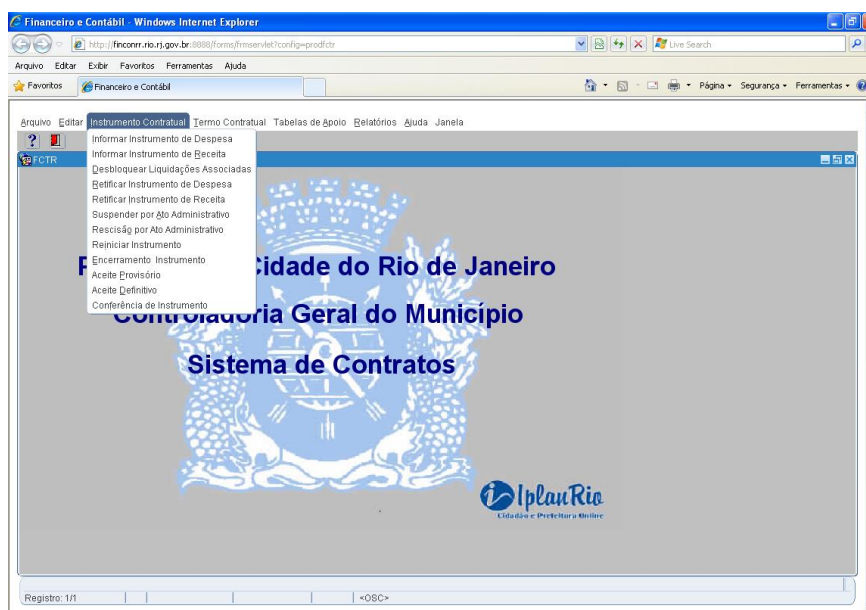 Financeiro e Contábil - Windows Internet Explorer
http://finconrr.rio.rj.gov.br:8888/forms/frmservlet?config=prodfctr
Live Search
Arquivo Editar Exibir Favoritos Ferramentas Ajuda
Favoritos Financeiro e Contábil Página Segurança Ferramentas
Arquivo Editar Instrumento Contratual Termo Contratual Tabelas de Apoio Relatórios Ajuda Janela
FCTR
Informar Instrumento de Despesa
Informar Instrumento de Receita
Desbloquear Liquidações Associadas
Retificar Instrumento de Despesa
Retificar Instrumento de Receita
Suspender por Ato Administrativo
Rescisão por Ato Administrativo
Reiniciar Instrumento
Encerramento Instrumento
Aceite Provisório
Aceite Definitivo
Conferência de Instrumento
Cidade do Rio de Janeiro
Controladoria Geral do Município
Sistema de Contratos
IplanRio
Cidadão e Prefeitura Online
Registro: 1/1 <OSC>